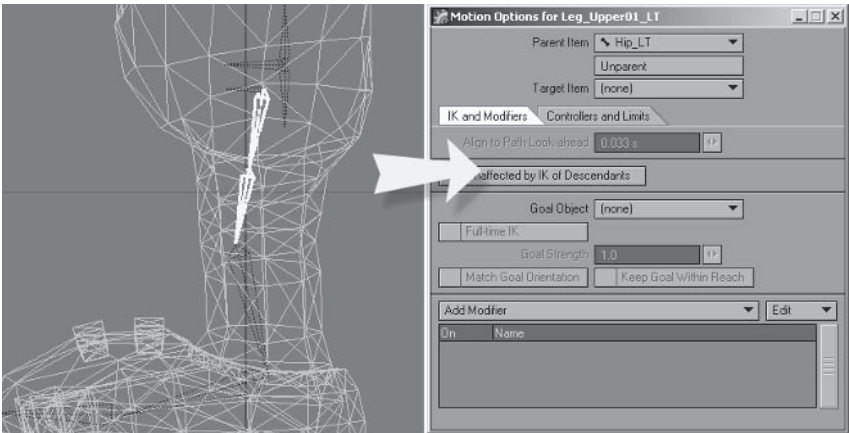 Motion Options for Leg_Upper01_LT
Parent Item Hip_LT
Unparent
Target Item (none)
IK and Modifiers Controllers and Limits
Align to Path Look-ahead 0.033 s
affected by IK of Descendants
Goal Object (none)
Full-time IK
Goal Strength 1.0
Match Goal Orientation Keep Goal Within Reach
Add Modifier Edit
On Name